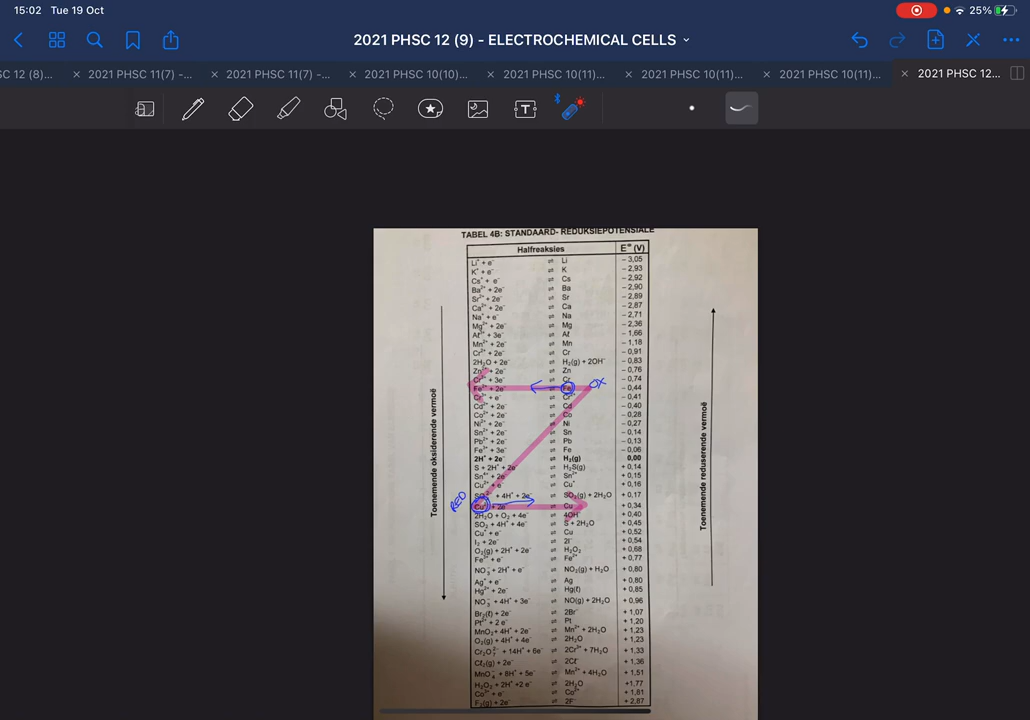 15:02 Tue 19 Oct
25%
2021 PHSC 12 (9) - ELECTROCHEMICAL CELLS
SC 12 (8)...
2021 PHSC 11(7) -...
2021 PHSC 11(7) -...
2021 PHSC 10(10)...
2021 PHSC 10(11)...
2021 PHSC 10(11)...
2021 PHSC 10(11)...
2021 PHSC 12...
T
TABEL 4B: STANDAARD- REDUKSIEPOTENSIALE
Halfreaksies E⦵ (V)
Li⁺ + e⁻ ⇌ Li − 3,05
K⁺ + e⁻ ⇌ K − 2,93
Cs⁺ + e⁻ ⇌ Cs − 2,92
Ba²⁺ + 2e⁻ ⇌ Ba − 2,90
Sr²⁺ + 2e⁻ ⇌ Sr − 2,89
Ca²⁺ + 2e⁻ ⇌ Ca − 2,87
Na⁺ + e⁻ ⇌ Na − 2,71
Mg²⁺ + 2e⁻ ⇌ Mg − 2,36
Aℓ³⁺ + 3e⁻ ⇌ Aℓ − 1,66
Mn²⁺ + 2e⁻ ⇌ Mn − 1,18
Cr²⁺ + 2e⁻ ⇌ Cr − 0,91
2H₂O + 2e⁻ ⇌ H₂(g) + 2OH⁻ − 0,83
Zn²⁺ + 2e⁻ ⇌ Zn − 0,76
Cr³⁺ + 3e⁻ ⇌ Cr − 0,74
Fe²⁺ + 2e⁻ ⇌ Fe − 0,44
OX
Cr³⁺ + e⁻ ⇌ Cr²⁺ − 0,41
Cd²⁺ + 2e⁻ ⇌ Cd − 0,40
Co²⁺ + 2e⁻ ⇌ Co − 0,28
Ni²⁺ + 2e⁻ ⇌ Ni − 0,27
Sn²⁺ + 2e⁻ ⇌ Sn − 0,14
Pb²⁺ + 2e⁻ ⇌ Pb − 0,13
Fe³⁺ + 3e⁻ ⇌ Fe − 0,06
2H⁺ + 2e⁻ ⇌ H₂(g) 0,00
S + 2H⁺ + 2e⁻ ⇌ H₂S(g) + 0,14
Sn⁴⁺ + 2e⁻ ⇌ Sn²⁺ + 0,15
Cu²⁺ + e⁻ ⇌ Cu⁺ + 0,16
SO₄²⁻ + 4H⁺ + 2e⁻ ⇌ SO₂(g) + 2H₂O + 0,17
RED
Cu²⁺ + 2e⁻ ⇌ Cu + 0,34
2H₂O + O₂ + 4e⁻ ⇌ 4OH⁻ + 0,40
SO₂ + 4H⁺ + 4e⁻ ⇌ S + 2H₂O + 0,45
Cu⁺ + e⁻ ⇌ Cu + 0,52
I₂ + 2e⁻ ⇌ 2I⁻ + 0,54
O₂(g) + 2H⁺ + 2e⁻ ⇌ H₂O₂ + 0,68
Fe³⁺ + e⁻ ⇌ Fe²⁺ + 0,77
NO₃⁻ + 2H⁺ + e⁻ ⇌ NO₂(g) + H₂O + 0,80
Ag⁺ + e⁻ ⇌ Ag + 0,80
Hg²⁺ + 2e⁻ ⇌ Hg(ℓ) + 0,85
NO₃⁻ + 4H⁺ + 3e⁻ ⇌ NO(g) + 2H₂O + 0,96
Br₂(ℓ) + 2e⁻ ⇌ 2Br⁻ + 1,07
Pt²⁺ + 2 e⁻ ⇌ Pt + 1,20
MnO₂ + 4H⁺ + 2e⁻ ⇌ Mn²⁺ + 2H₂O + 1,23
O₂(g) + 4H⁺ + 4e⁻ ⇌ 2H₂O + 1,23
Cr₂O₇²⁻ + 14H⁺ + 6e⁻ ⇌ 2Cr³⁺ + 7H₂O + 1,33
Cℓ₂(g) + 2e⁻ ⇌ 2Cℓ⁻ + 1,36
MnO₄⁻ + 8H⁺ + 5e⁻ ⇌ Mn²⁺ + 4H₂O + 1,51
H₂O₂ + 2H⁺ +2 e⁻ ⇌ 2H₂O +1,77
Co³⁺ + e⁻ ⇌ Co²⁺ + 1,81
F₂(g) + 2e⁻ ⇌ 2F⁻ + 2,87
Toenemende oksiderende vermoë
Toenemende reduserende vermoë